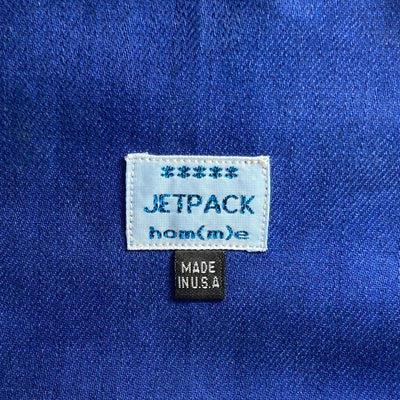 *****
JETPACK
hom(m)e
MADE
IN U.S.A